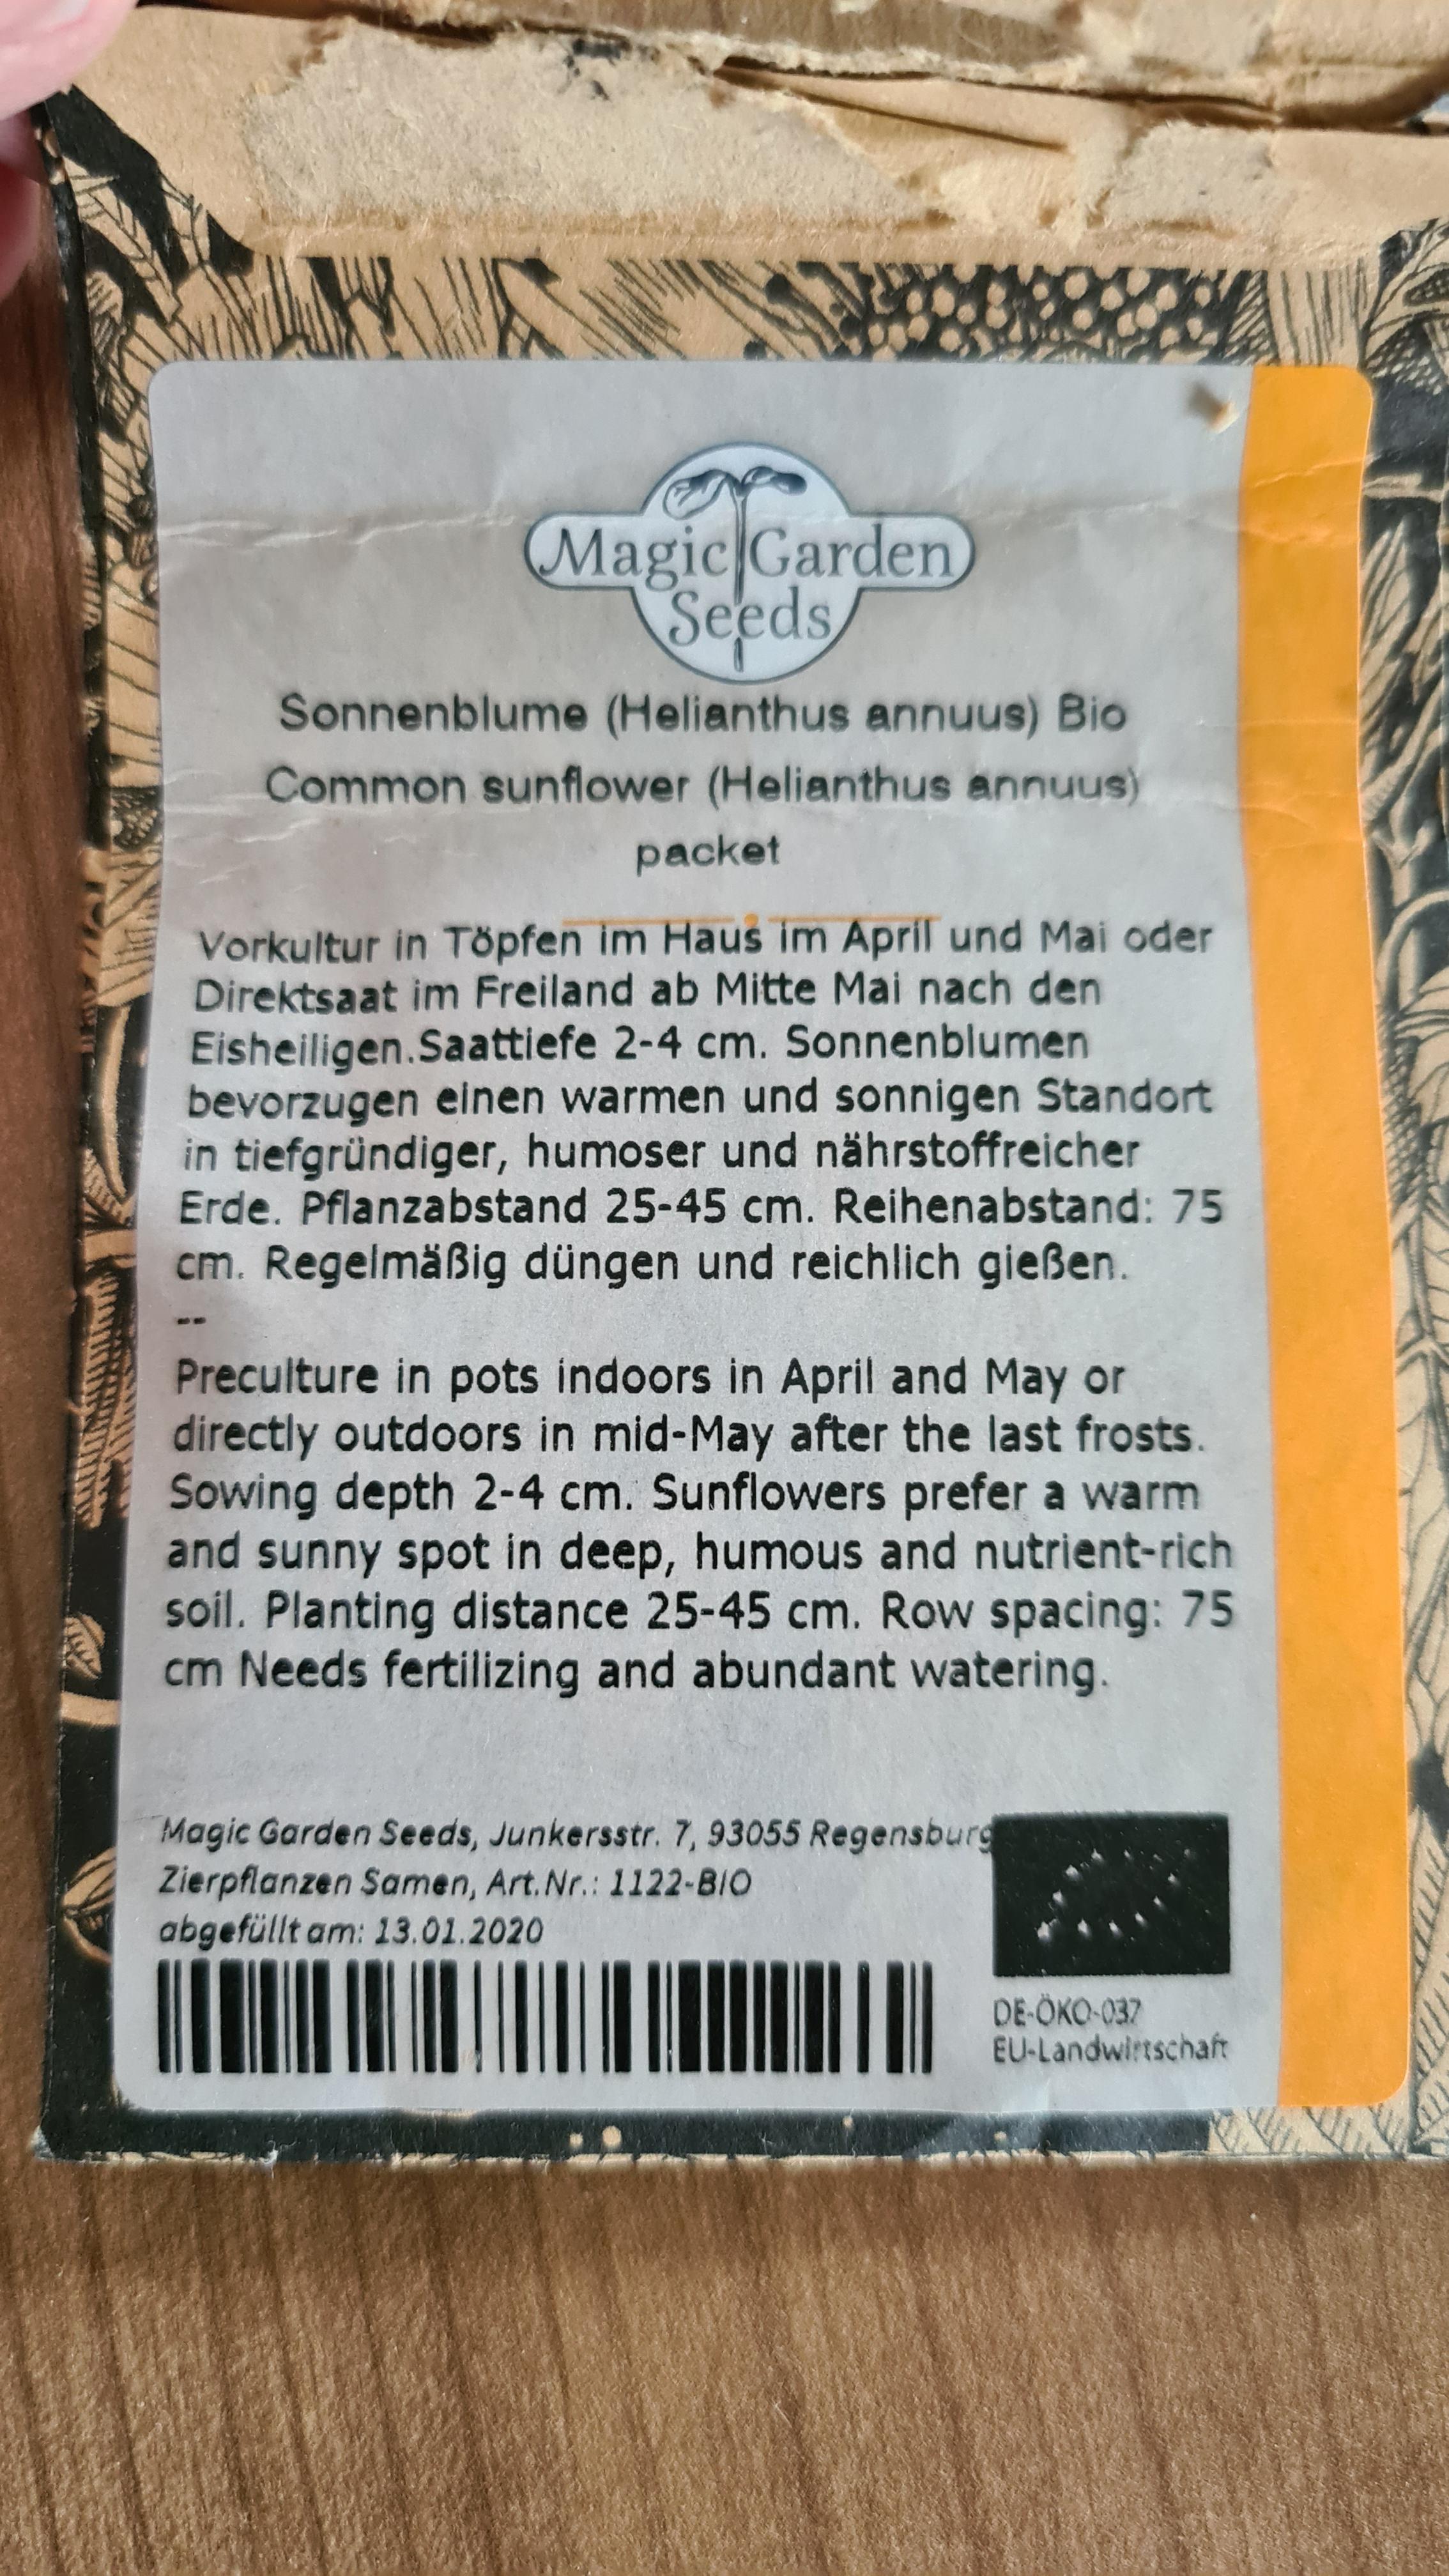 Magic Garden
Seeds
Sonnenblume (Helianthus annuus) Bio
Common sunflower (Helianthus annuus)
packet
Vorkultur in Töpfen im Haus im April und Mai oder
Direktsaat im Freiland ab Mitte Mai nach den
Eisheiligen.Saattiefe 2-4 cm. Sonnenblumen
bevorzugen einen warmen und sonnigen Standort
in tiefgründiger, humoser und nährstoffreicher
Erde. Pflanzabstand 25-45 cm. Reihenabstand: 75
cm. Regelmäßig düngen und reichlich gießen.
--
Preculture in pots indoors in April and May or
directly outdoors in mid-May after the last frosts.
Sowing depth 2-4 cm. Sunflowers prefer a warm
and sunny spot in deep, humous and nutrient-rich
soil. Planting distance 25-45 cm. Row spacing: 75
cm Needs fertilizing and abundant watering.
Magic Garden Seeds, Junkersstr. 7, 93055 Regensburg
Zierpflanzen Samen, Art.Nr.: 1122-BIO
abgefüllt am: 13.01.2020
DE-ÖKO-037
EU-Landwirtschaft